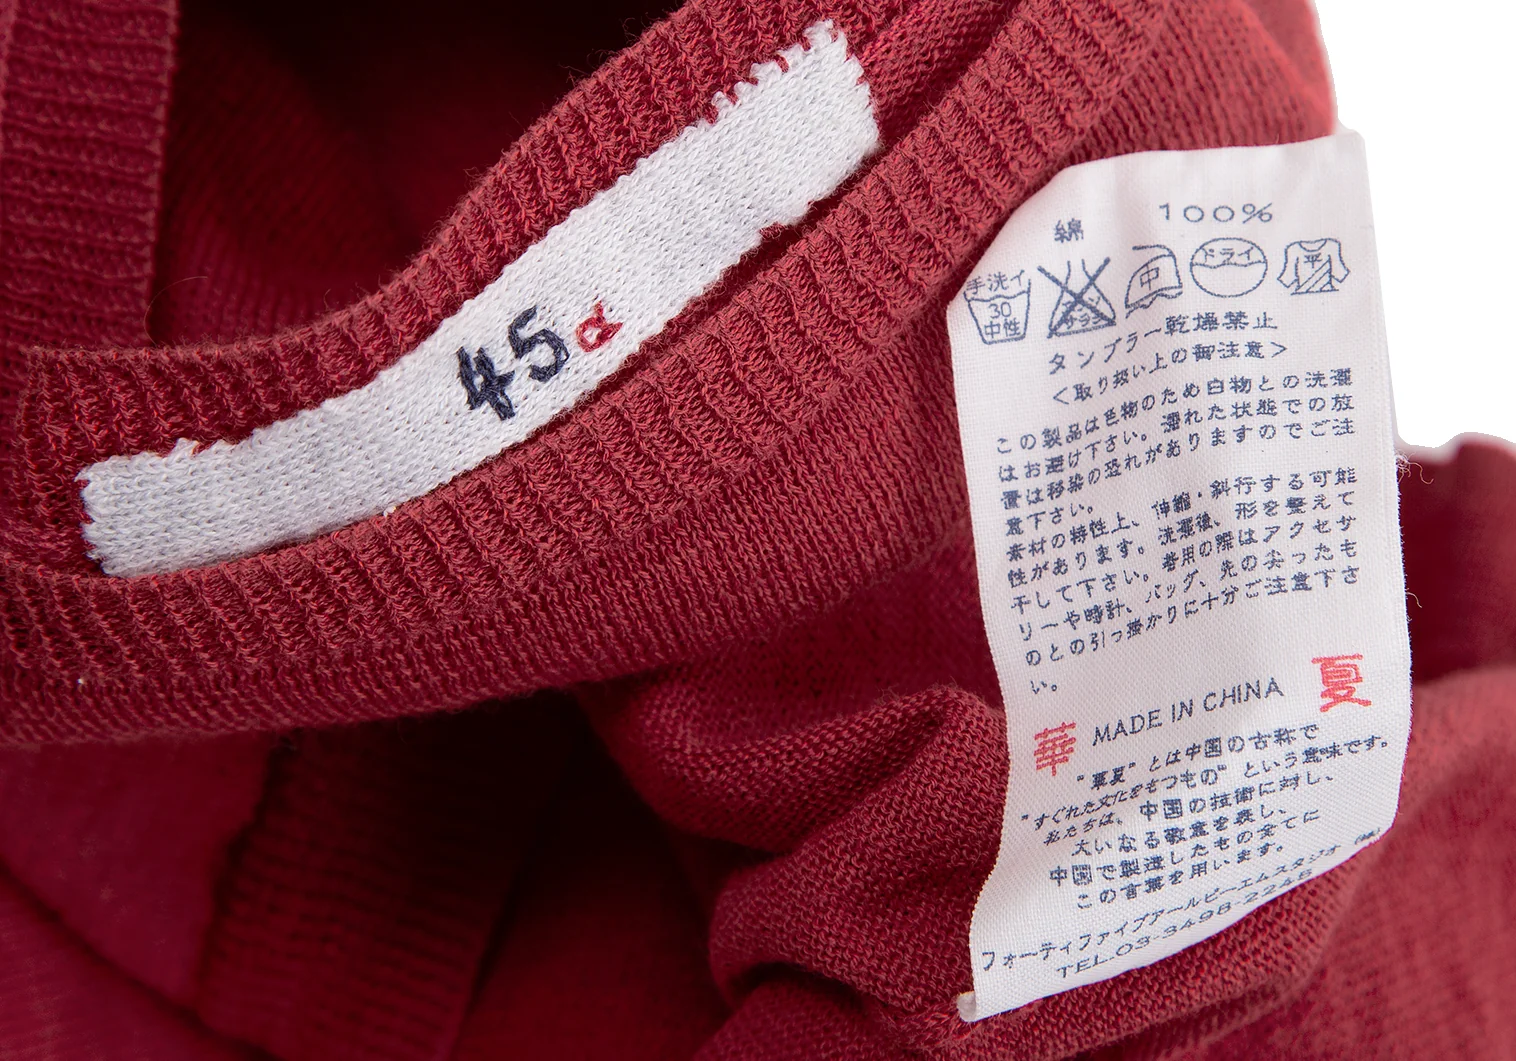 45R
綿 100%
手洗イ
30
中性
エンソ
サラシ
中
ドライ
平
タンブラー乾燥禁止
<取り扱い上の御注意>
この製品は色物のため白物との洗濯
はお避け下さい。濡れた状態での放
置は移染の恐れがありますのでご注
意下さい。
素材の特性上、伸縮・斜行する可能
性があります。洗濯後、形を整えて
干して下さい。着用の際はアクセサ
リーや時計、バッグ、先の尖ったも
のとの引っ掛かりに十分ご注意下さ
い。
華 MADE IN CHINA 夏
"華夏" とは中国の古称で
"すぐれた文化をもつもの" という意味です。
私たちは、中国の技術に対し、
大いなる敬意を表し、
中国で製造したもの全てに
この言葉を用います。
フォーティファイブアールピーエムスタジオ (株)
TEL.03-3498-2248